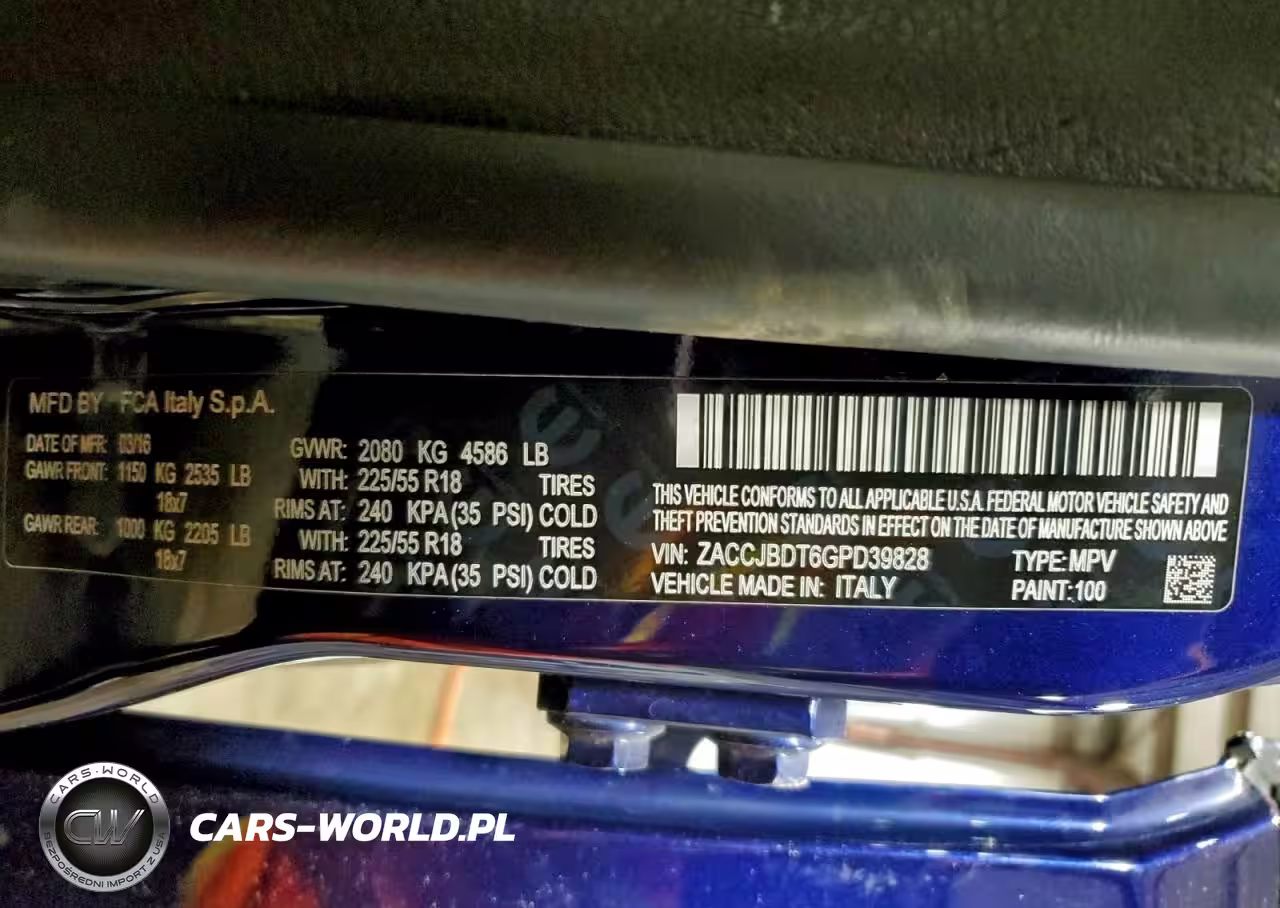 MFD BY FCA Italy S.p.A.
DATE OF MFR: 03/16
GAWR FRONT: 1150 KG 2535 LB
18x7
GAWR REAR: 1000 KG 2205 LB
18x7
GVWR: 2080 KG 4586 LB
WITH: 225/55 R18 TIRES
RIMS AT: 240 KPA(35 PSI) COLD
WITH: 225/55 R18 TIRES
RIMS AT: 240 KPA(35 PSI) COLD
THIS VEHICLE CONFORMS TO ALL APPLICABLE U.S.A. FEDERAL MOTOR VEHICLE SAFETY AND
THEFT PREVENTION STANDARDS IN EFFECT ON THE DATE OF MANUFACTURE SHOWN ABOVE
VIN: ZACCJBDT6GPD39828 TYPE: MPV
VEHICLE MADE IN: ITALY PAINT: 100
CARS-WORLD
CW
BEZPOŚREDNI IMPORT Z USA
CARS-WORLD.PL